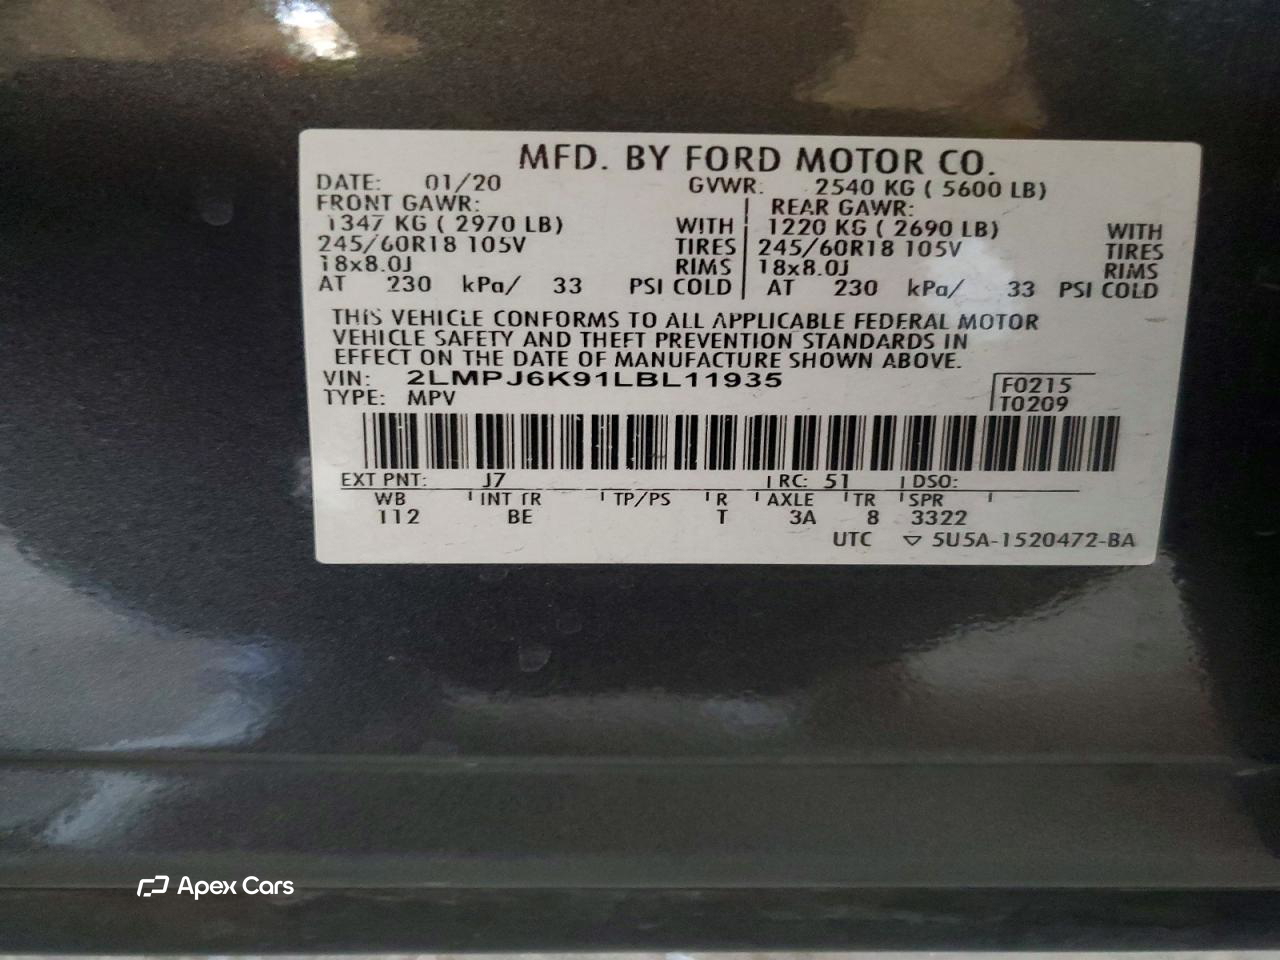 MFD. BY FORD MOTOR CO.
DATE: 01/20 GVWR: 2540 KG ( 5600 LB)
FRONT GAWR: REAR GAWR:
1347 KG ( 2970 LB) WITH 1220 KG ( 2690 LB) WITH
245/60R18 105V TIRES 245/60R18 105V TIRES
18x8.0J RIMS 18x8.0J RIMS
AT 230 kPa/ 33 PSI COLD AT 230 kPa/ 33 PSI COLD
THIS VEHICLE CONFORMS TO ALL APPLICABLE FEDERAL MOTOR
VEHICLE SAFETY AND THEFT PREVENTION STANDARDS IN
EFFECT ON THE DATE OF MANUFACTURE SHOWN ABOVE.
VIN: 2LMPJ6K91LBL11935 F0215
TYPE: MPV T0209
EXT PNT: J7 RC: 51 DSO:
WB INT TR TP/PS R AXLE TR SPR
112 BE T 3A 8 3322
UTC ▽ 5U5A-1520472-BA
Apex Cars